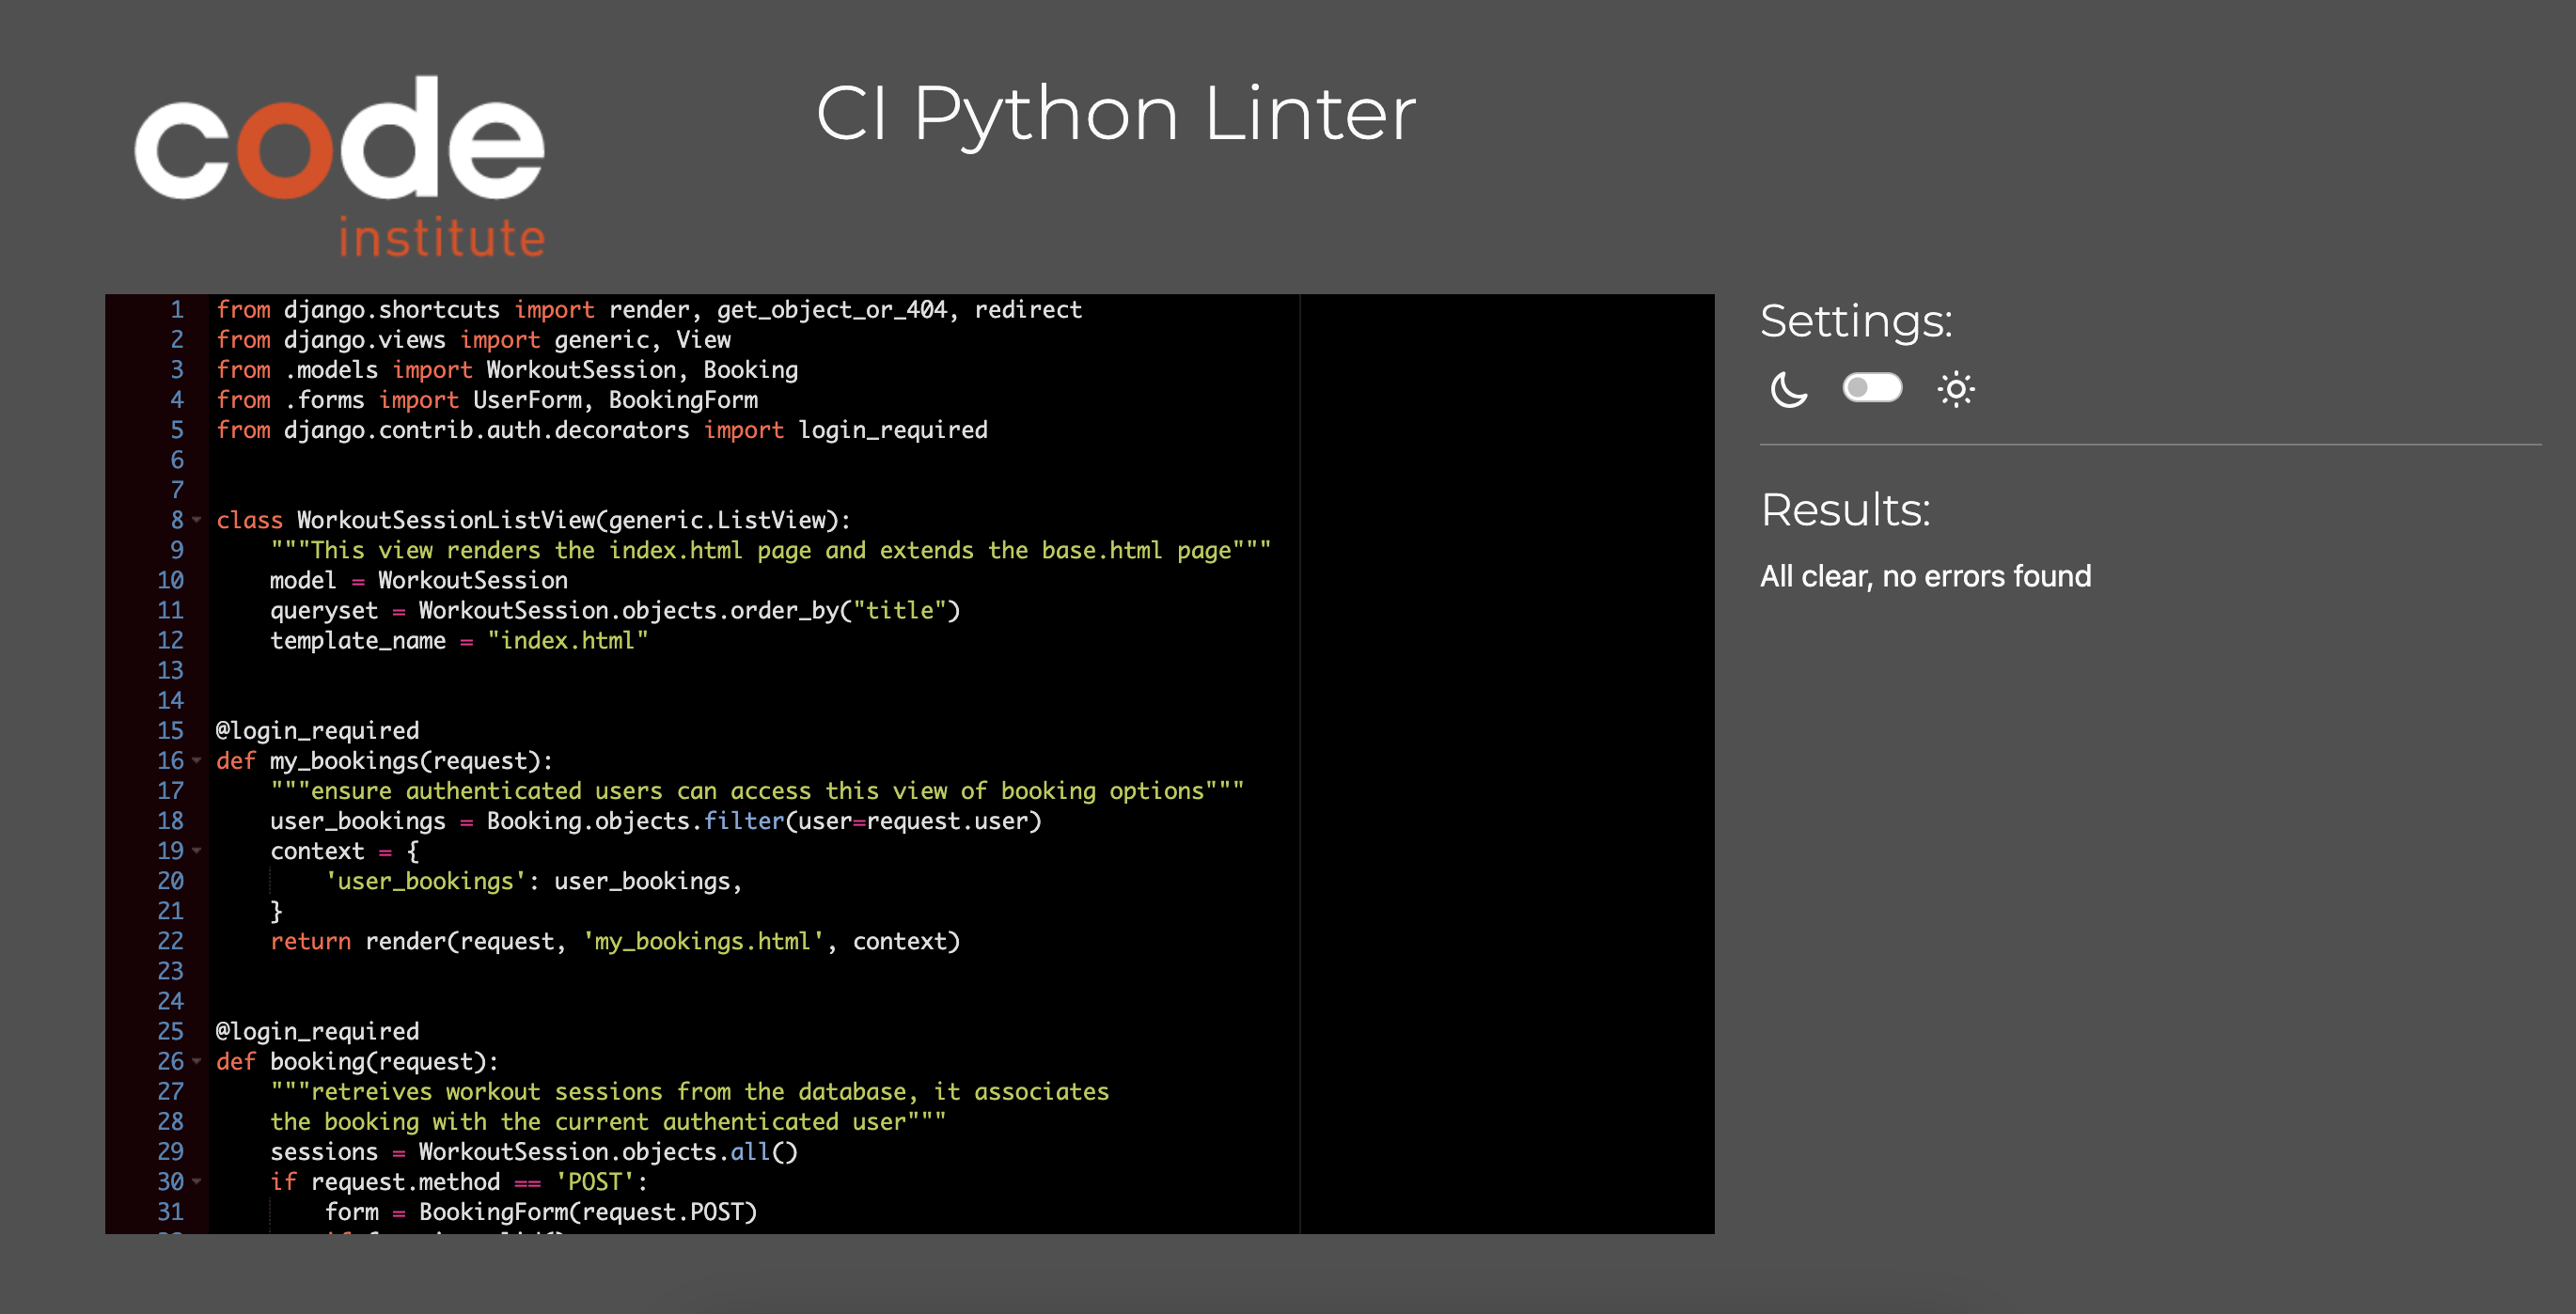 code
institute
CI Python Linter
1 from django.shortcuts import render, get_object_or_404, redirect
2 from django.views import generic, View
3 from .models import WorkoutSession, Booking
4 from .forms import UserForm, BookingForm
5 from django.contrib.auth.decorators import login_required
6
7
8 class WorkoutSessionListView(generic.ListView):
9     """This view renders the index.html page and extends the base.html page"""
10     model = WorkoutSession
11     queryset = WorkoutSession.objects.order_by("title")
12     template_name = "index.html"
13
14
15 @login_required
16 def my_bookings(request):
17     """ensure authenticated users can access this view of booking options"""
18     user_bookings = Booking.objects.filter(user=request.user)
19     context = {
20         'user_bookings': user_bookings,
21     }
22     return render(request, 'my_bookings.html', context)
23
24
25 @login_required
26 def booking(request):
27     """retreives workout sessions from the database, it associates
28     the booking with the current authenticated user"""
29     sessions = WorkoutSession.objects.all()
30     if request.method == 'POST':
31         form = BookingForm(request.POST)
Settings:
Results:
All clear, no errors found